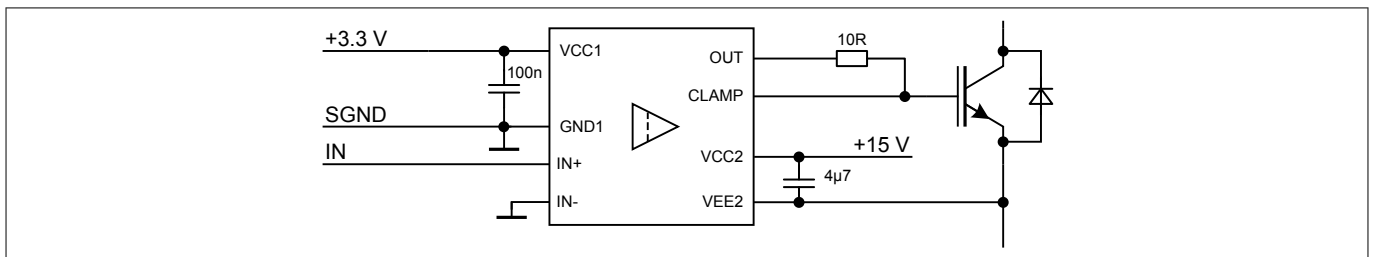 +3.3 V
VCC1
100n
SGND
GND1
IN
IN+
IN-
OUT
10R
CLAMP
VCC2
+15 V
4µ7
VEE2